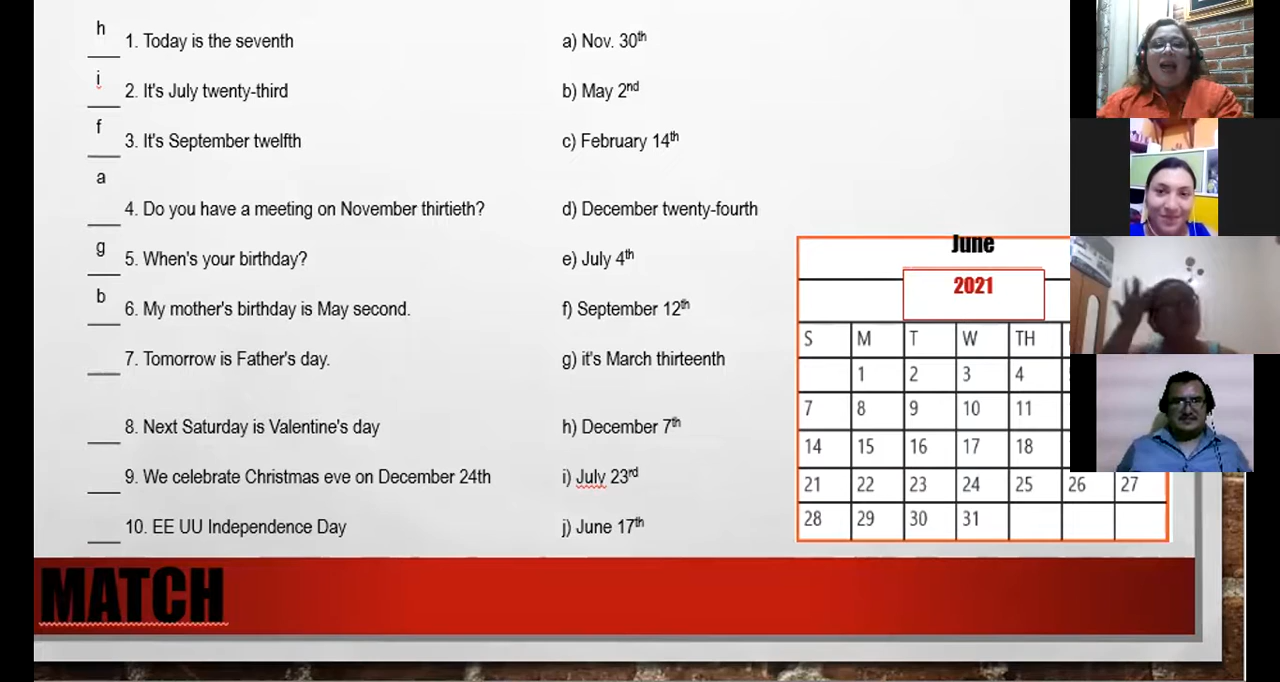 h 1. Today is the seventh a) Nov. 30th
i 2. It's July twenty-third b) May 2nd
f 3. It's September twelfth c) February 14th
a 4. Do you have a meeting on November thirtieth? d) December twenty-fourth
g 5. When's your birthday? e) July 4th
b 6. My mother's birthday is May second. f) September 12th
7. Tomorrow is Father's day. g) it's March thirteenth
8. Next Saturday is Valentine's day h) December 7th
9. We celebrate Christmas eve on December 24th i) July 23rd
10. EE UU Independence Day j) June 17th
June
2021
S M T W TH
1 2 3 4
7 8 9 10 11
14 15 16 17 18
21 22 23 24 25 26 27
28 29 30 31
MATCH